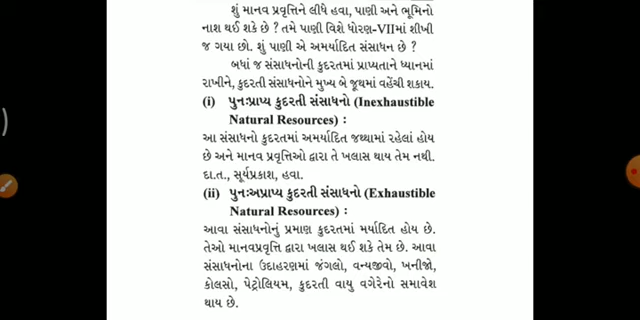 શું માનવ પ્રવૃત્તિને લીધે હવા, પાણી અને ભૂમિનો
નાશ થઈ શકે છે ? તમે પાણી વિશે ધોરણ-VIIમાં શીખી
જ ગયા છો. શું પાણી એ અમર્યાદિત સંસાધન છે ?
બધાં જ સંસાધનોની કુદરતમાં પ્રાપ્યતાને ધ્યાનમાં
રાખીને, કુદરતી સંસાધનોને મુખ્ય બે જૂથમાં વહેંચી શકાય.
(i) પુનઃપ્રાપ્ય કુદરતી સંસાધનો (Inexhaustible
Natural Resources) :
આ સંસાધનો કુદરતમાં અમર્યાદિત જથ્થામાં રહેલાં હોય
છે અને માનવ પ્રવૃત્તિઓ દ્વારા તે ખલાસ થાય તેમ નથી.
દા.ત., સૂર્યપ્રકાશ, હવા.
(ii) પુનઃઅપ્રાપ્ય કુદરતી સંસાધનો (Exhaustible
Natural Resources) :
આવા સંસાધનોનું પ્રમાણ કુદરતમાં મર્યાદિત હોય છે.
તેઓ માનવપ્રવૃત્તિ દ્વારા ખલાસ થઈ શકે તેમ છે. આવા
સંસાધનોના ઉદાહરણમાં જંગલો, વન્યજીવો, ખનીજો,
કોલસો, પેટ્રોલિયમ, કુદરતી વાયુ વગેરેનો સમાવેશ
થાય છે.